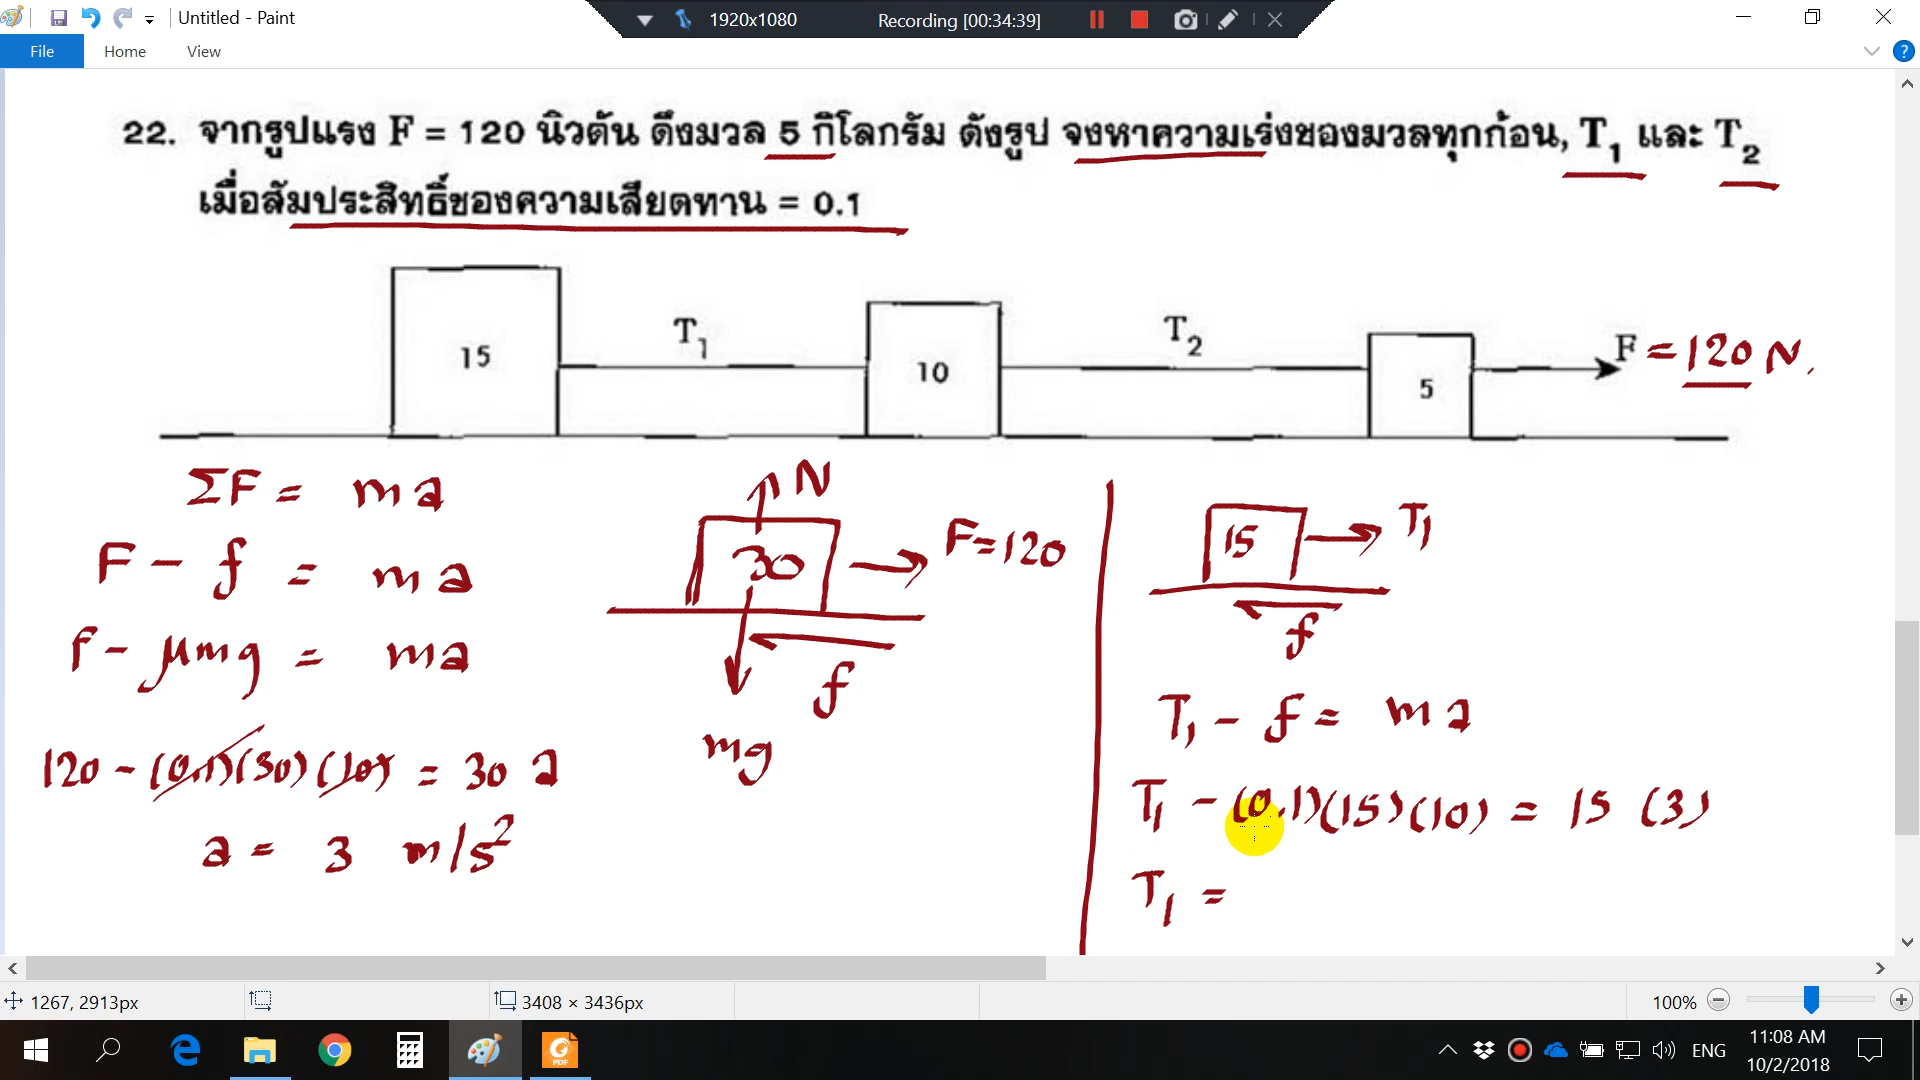 Untitled - Paint
1920x1080
Recording [00:34:39]
File
Home
View
22. จากรูปแรง F = 120 นิวตัน ดึงมวล 5 กิโลกรัม ดังรูป จงหาความเร่งของมวลทุกก้อน, T₁ และ T₂
เมื่อสัมประสิทธิ์ของความเสียดทาน = 0.1
15
T₁
10
T₂
5
F = 120 N.
ΣF = ma
F - f = ma
F - μmg = ma
120 - (0.1)(30)(10) = 30 a
a = 3 m/s²
N
30
F=120
f
mg
15
T₁
f
T₁ - f = ma
T₁ - (0.1)(15)(10) = 15 (3)
T₁ =
1267, 2913px
3408 × 3436px
100%
PDF
ENG
11:08 AM
10/2/2018